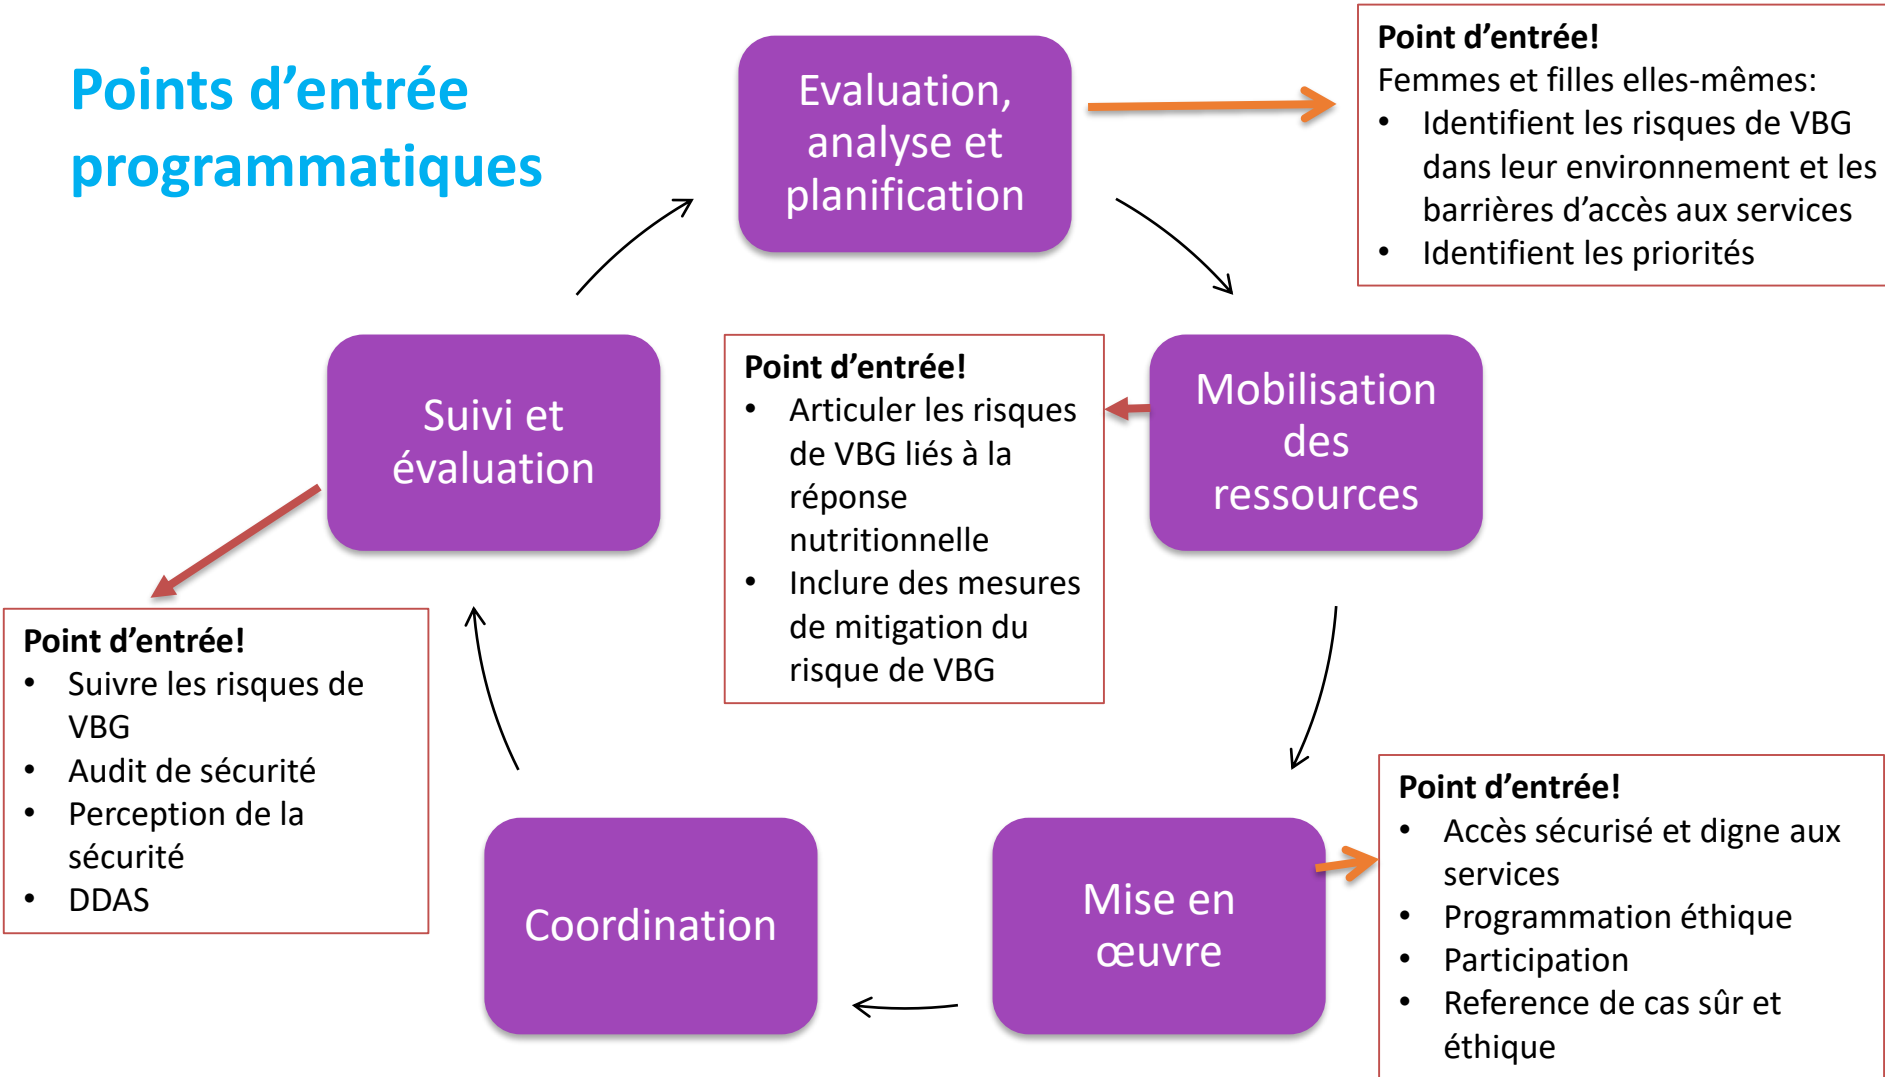 Points d’entrée
programmatiques
Evaluation,
analyse et
planification
Point d’entrée!
Femmes et filles elles-mêmes:
• Identifient les risques de VBG
dans leur environnement et les
barrières d’accès aux services
• Identifient les priorités
Mobilisation
des
ressources
Point d’entrée!
• Articuler les risques
de VBG liés à la
réponse
nutritionnelle
• Inclure des mesures
de mitigation du
risque de VBG
Mise en
œuvre
Point d’entrée!
• Accès sécurisé et digne aux
services
• Programmation éthique
• Participation
• Reference de cas sûr et
éthique
Coordination
Suivi et
évaluation
Point d’entrée!
• Suivre les risques de
VBG
• Audit de sécurité
• Perception de la
sécurité
• DDAS